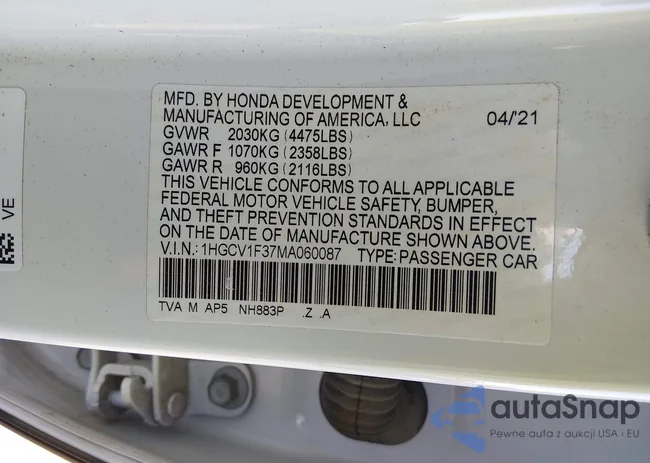 MFD. BY HONDA DEVELOPMENT &
MANUFACTURING OF AMERICA, LLC 04/'21
GVWR 2030KG (4475LBS)
GAWR F 1070KG (2358LBS)
GAWR R 960KG (2116LBS)
THIS VEHICLE CONFORMS TO ALL APPLICABLE
FEDERAL MOTOR VEHICLE SAFETY, BUMPER,
AND THEFT PREVENTION STANDARDS IN EFFECT
ON THE DATE OF MANUFACTURE SHOWN ABOVE.
V.I.N.: 1HGCV1F37MA060087 TYPE: PASSENGER CAR
TVA M AP5 NH883P .Z .A
VE
autaSnap
Pewne auta z aukcji USA i EU